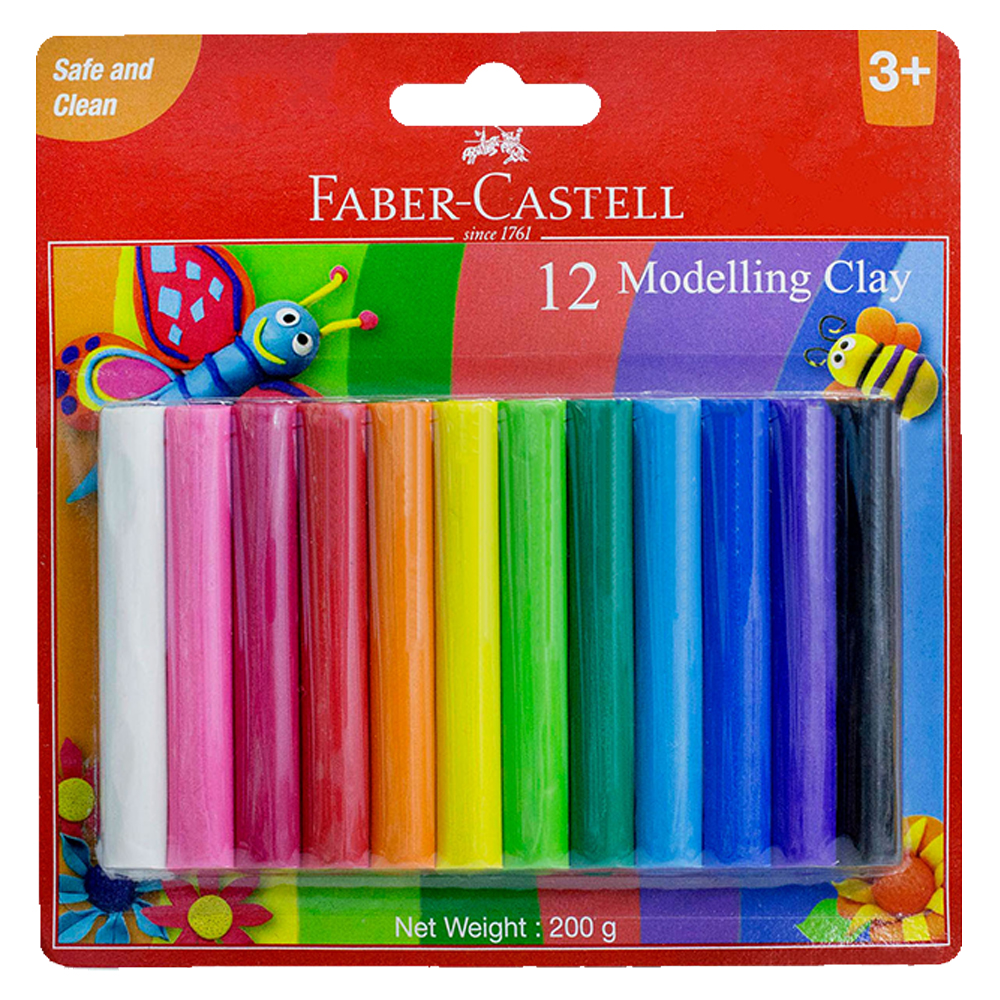 Safe and
Clean
3+
FABER-CASTELL
since 1761
12 Modelling Clay
Net Weight : 200 g